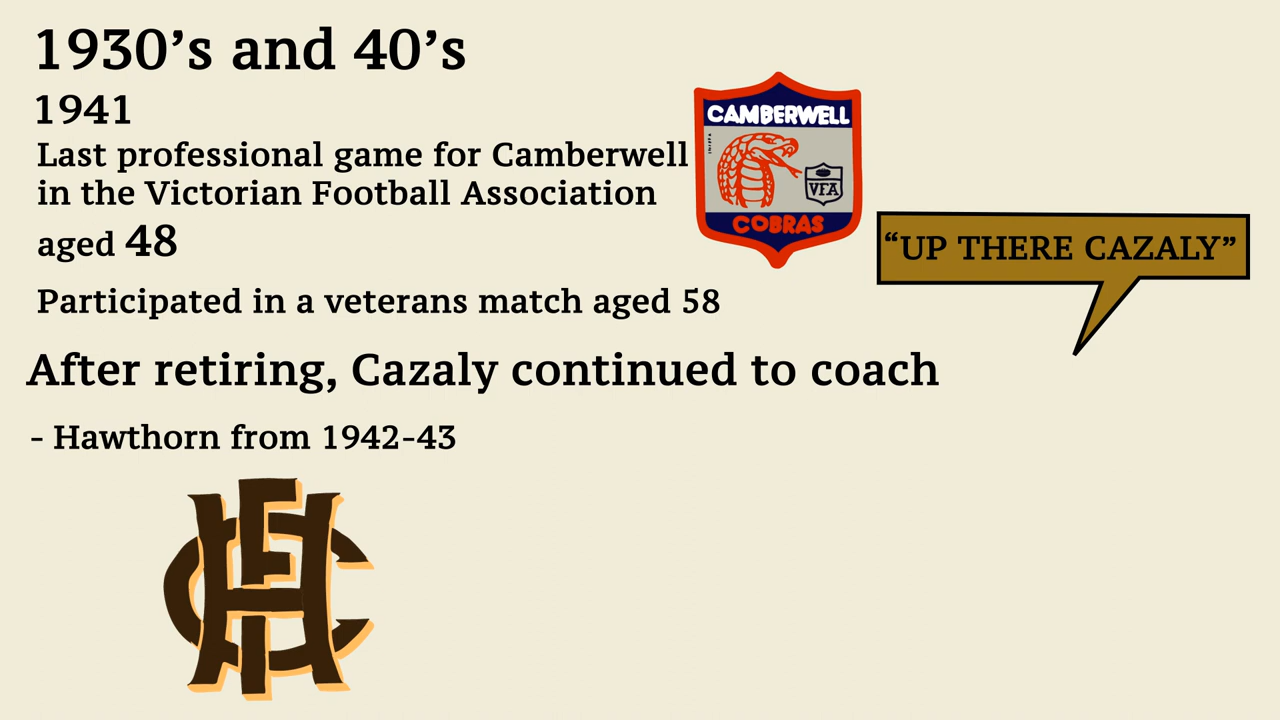 1930’s and 40’s
1941
Last professional game for Camberwell
in the Victorian Football Association
aged 48
Participated in a veterans match aged 58
After retiring, Cazaly continued to coach
- Hawthorn from 1942-43
CAMBERWELL
VFA
COBRAS
“UP THERE CAZALY”
HFC